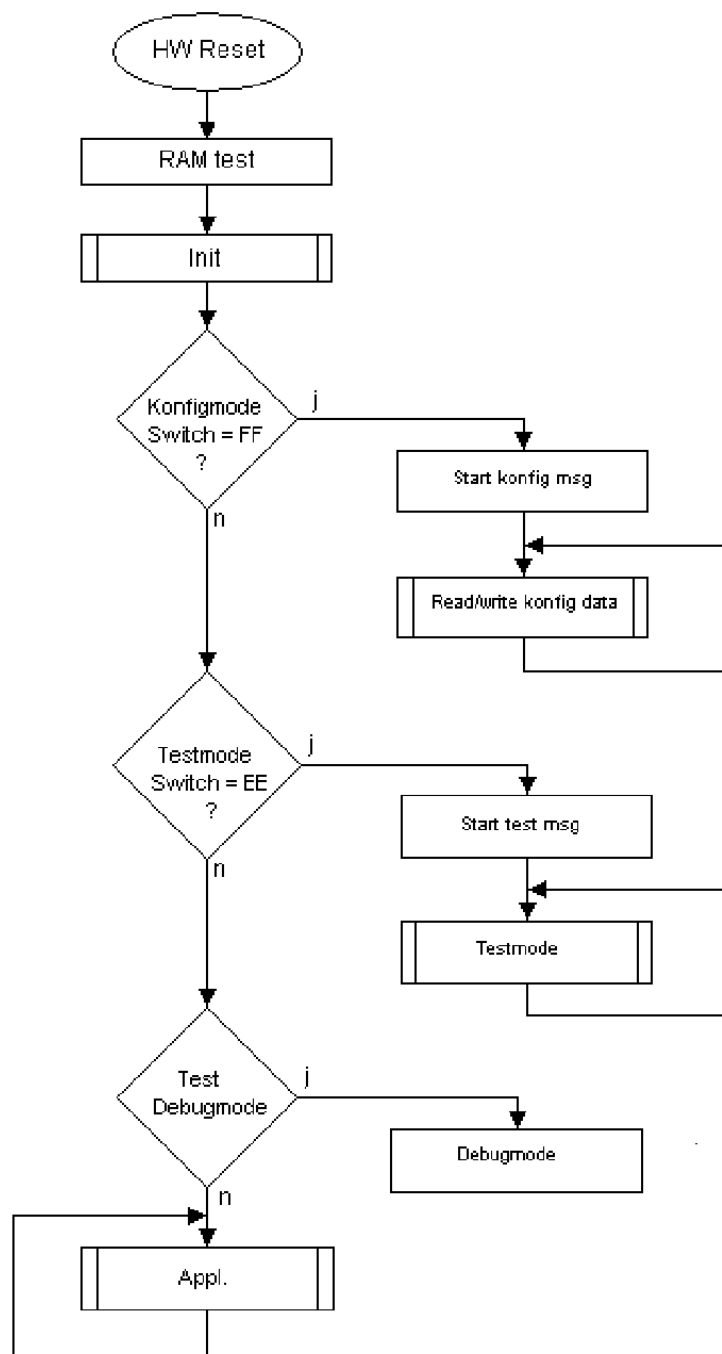 HW Reset
RAM test
Init
Konfigmode
Switch = FF
?
j
n
Start konfig msg
Read/write konfig data
Testmode
Switch = EE
?
j
n
Start test msg
Testmode
Test
Debugmode
j
n
Debugmode
Appl.